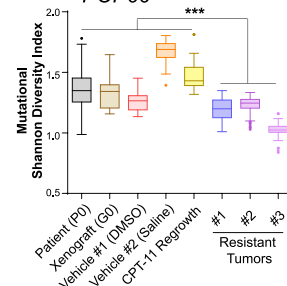 ***
Mutational
Shannon Diversity Index
2.0
1.5
1.0
0.5
Patient (P0)
Xenograft (G0)
Vehicle #1 (DMSO)
Vehicle #2 (Saline)
CPT-11 Regrowth
#1
#2
#3
Resistant
Tumors